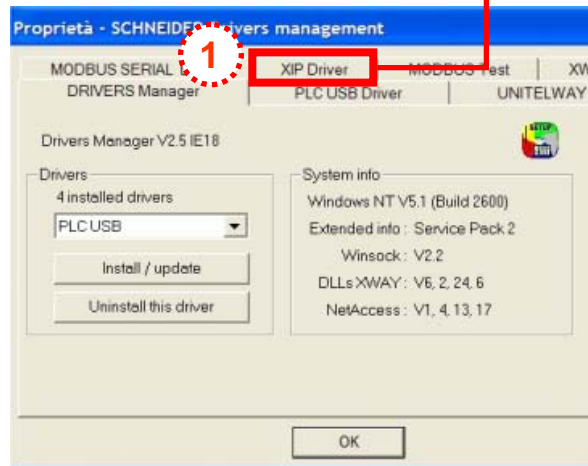 Proprietà - SCHNEIDER Drivers management
1
MODBUS SERIAL
XIP Driver
MODBUS Test
XW
DRIVERS Manager
PLC USB Driver
UNITELWAY
Drivers Manager V2.5 IE18
SETUP
Drivers
4 installed drivers
PLC USB
Install / update
Uninstall this driver
System info
Windows NT V5.1 (Build 2600)
Extended info : Service Pack 2
Winsock : V2.2
DLLs XWAY : V6, 2, 24, 6
NetAccess : V1, 4, 13, 17
OK